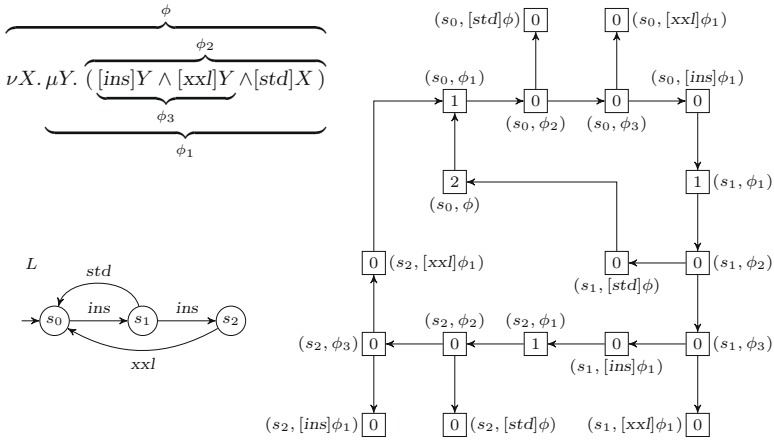 ϕ
ϕ₂
νX. μY. ( [ins]Y ∧ [xxl]Y ∧[std]X )
ϕ₃
ϕ₁
L
std
ins
ins
s₀
s₁
s₂
xxl
(s₀, [std]ϕ) 0
0 (s₀, [xxl]ϕ₁)
(s₀, ϕ₁)
(s₀, [ins]ϕ₁)
1
0
0
0
(s₀, ϕ₂)
(s₀, ϕ₃)
2
1 (s₁, ϕ₁)
(s₀, ϕ)
0 (s₂, [xxl]ϕ₁)
0
0 (s₁, ϕ₂)
(s₁, [std]ϕ)
(s₂, ϕ₂)
(s₂, ϕ₁)
(s₂, ϕ₃) 0
0
1
0
0 (s₁, ϕ₃)
(s₁, [ins]ϕ₁)
(s₂, [ins]ϕ₁) 0
0 (s₂, [std]ϕ)
(s₁, [xxl]ϕ₁) 0